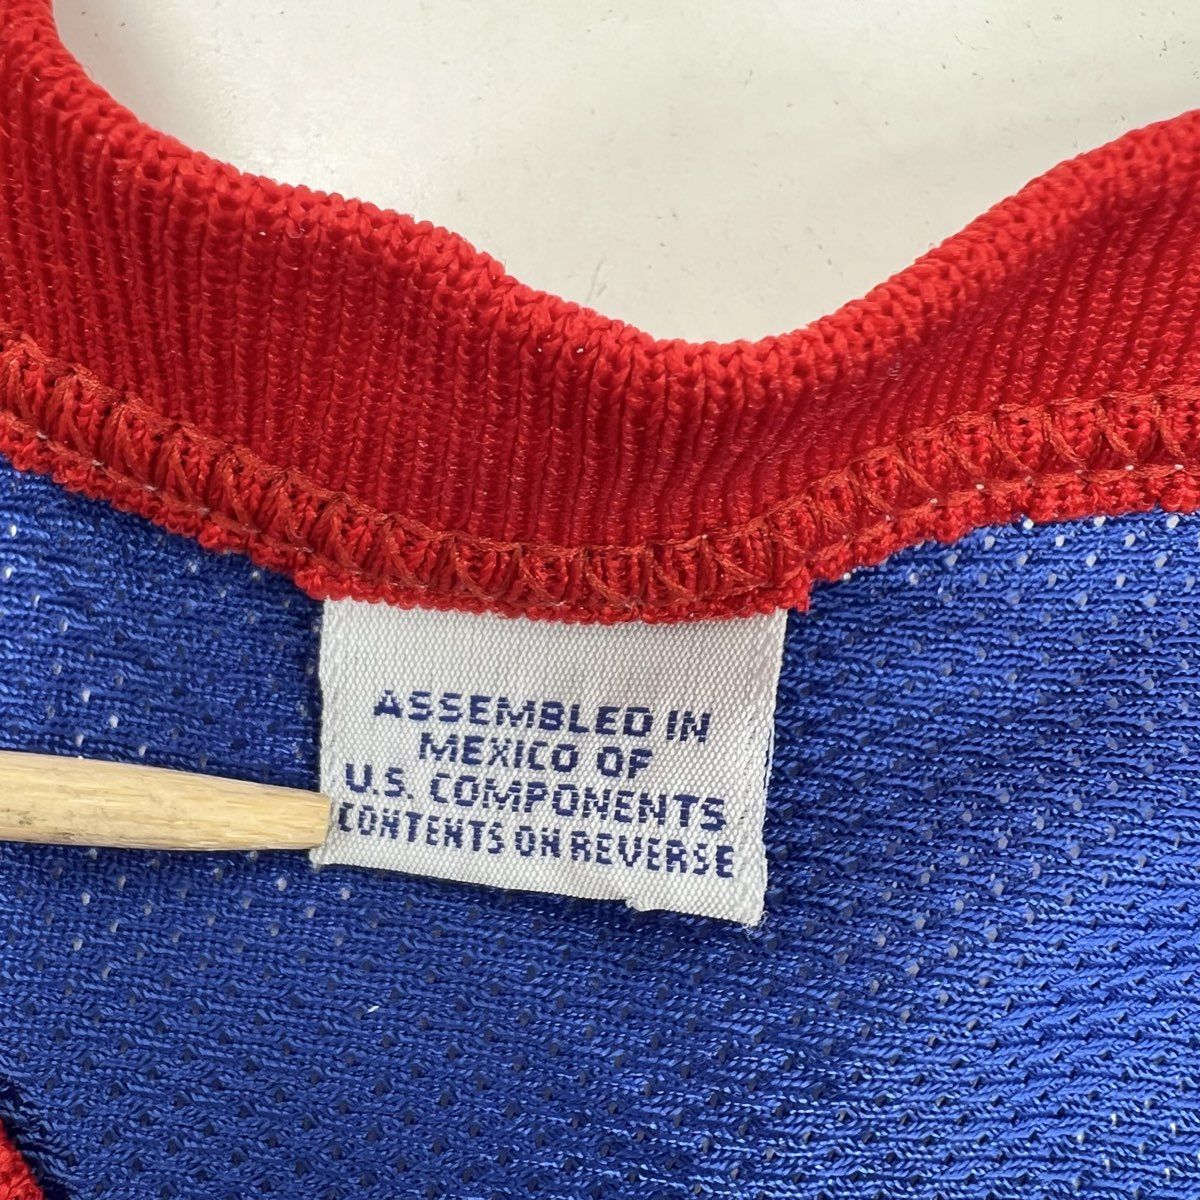 ASSEMBLED IN
MEXICO OF
U.S. COMPONENTS
CONTENTS ON REVERSE